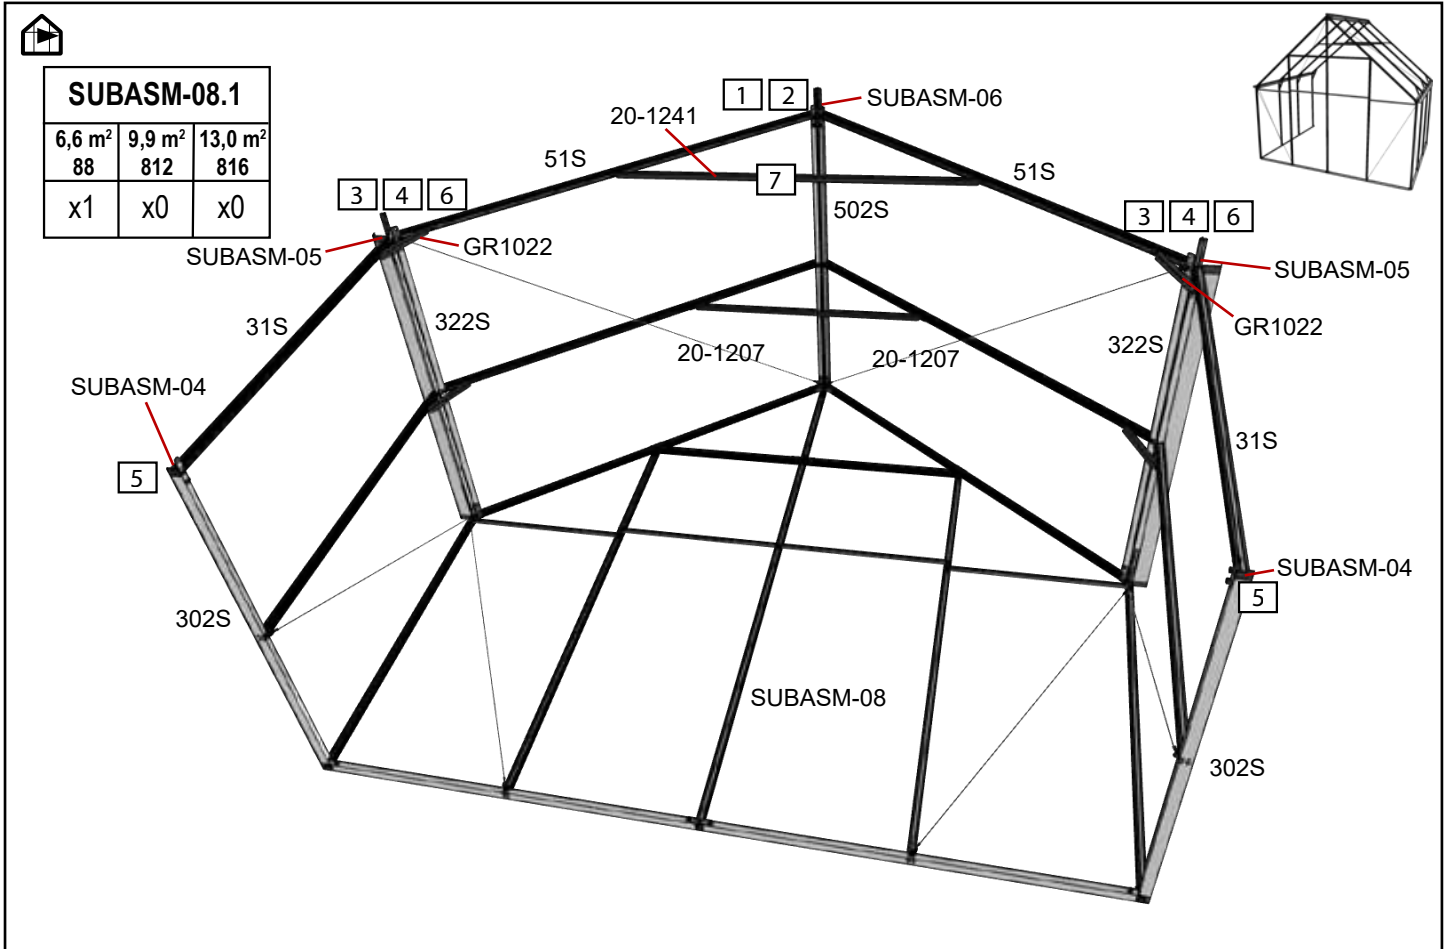 SUBASM-08.1
6,6 m² 9,9 m² 13,0 m²
88 812 816
x1 x0 x0
1 2
SUBASM-06
20-1241
51S
7
51S
502S
3 4 6
3 4 6
SUBASM-05
GR1022
SUBASM-05
GR1022
31S
322S
322S
20-1207
20-1207
SUBASM-04
31S
5
SUBASM-04
5
302S
SUBASM-08
302S